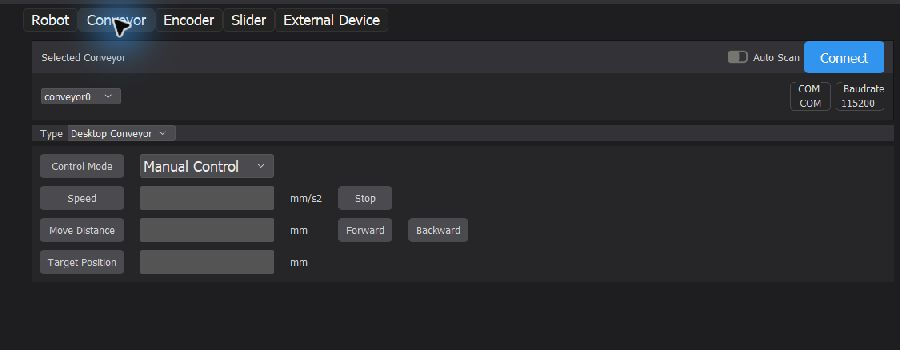 Robot Conveyor Encoder Slider External Device
Selected Conveyor Auto Scan Connect
conveyor0 COM Baudrate
COM 115200
Type Desktop Conveyor
Control Mode Manual Control
Speed mm/s2 Stop
Move Distance mm Forward Backward
Target Position mm